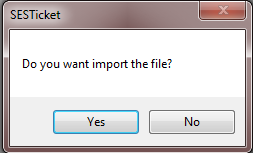 SESTicket
Do you want import the file?
Yes
No